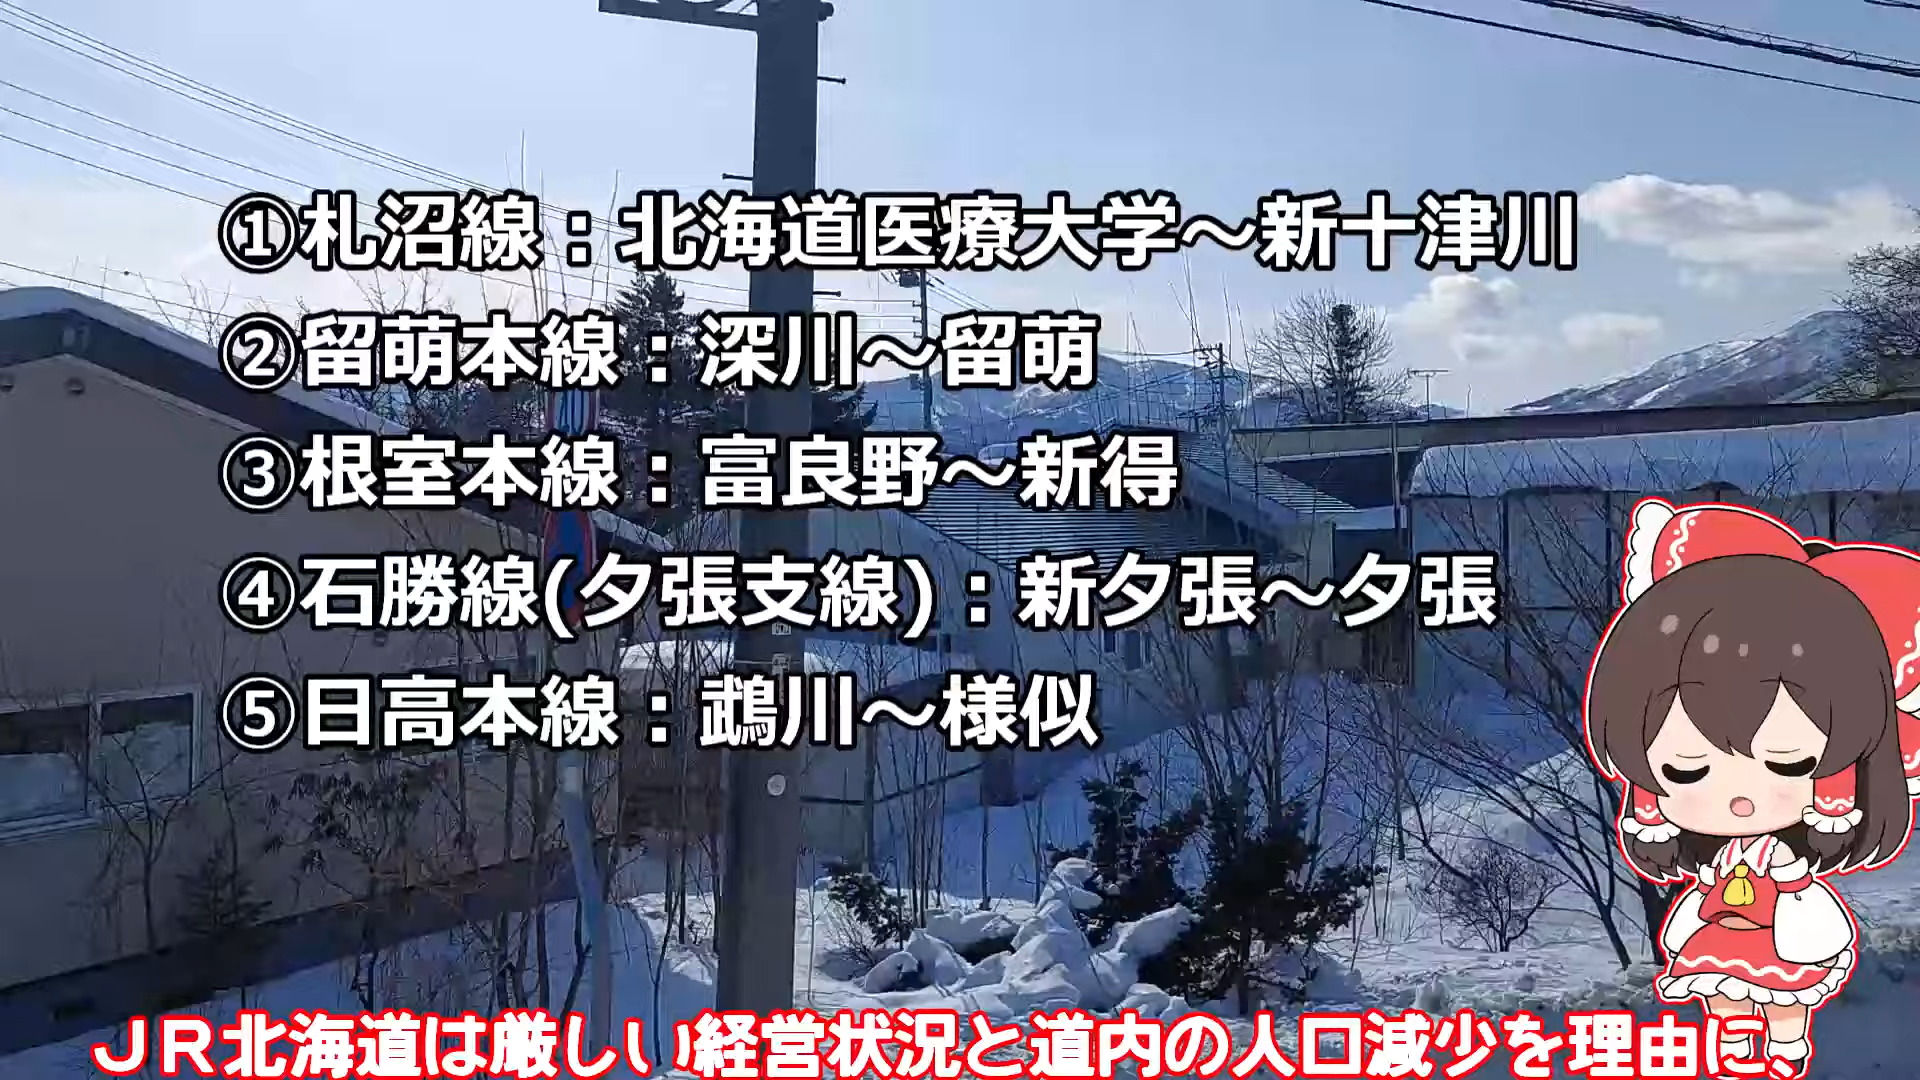 ①札沼線：北海道医療大学～新十津川
②留萌本線：深川～留萌
③根室本線：富良野～新得
④石勝線(夕張支線)：新夕張～夕張
⑤日高本線：鵡川～様似
ＪＲ北海道は厳しい経営状況と道内の人口減少を理由に、